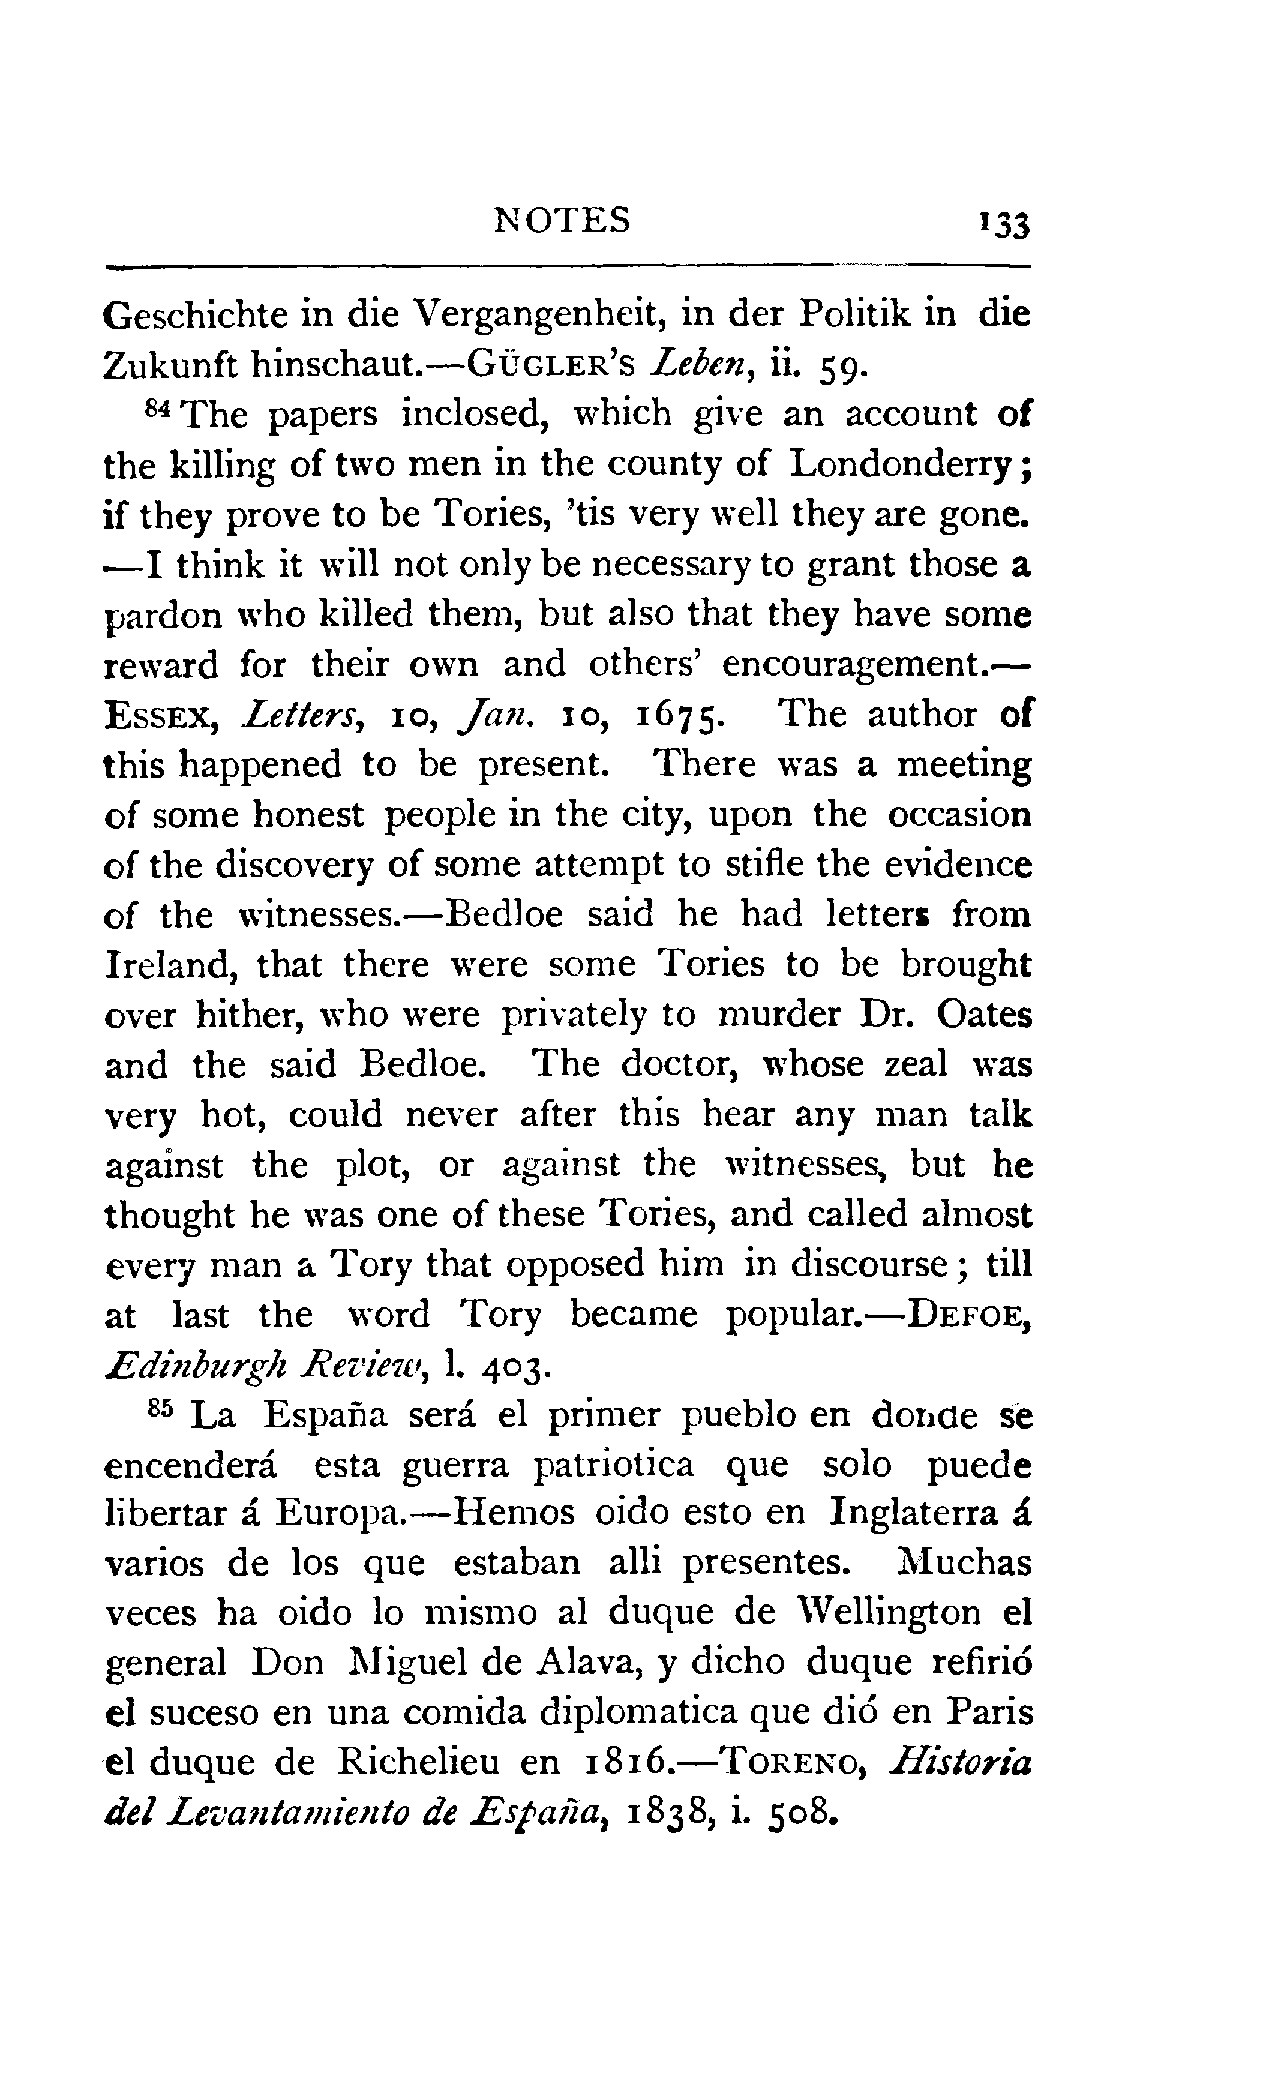 NOTES 133
Geschichte in die Vergangenheit, in der Politik in die
Zukunft hinschaut.—GÜGLER'S Leben, ii. 59.
84 The papers inclosed, which give an account of
the killing of two men in the county of Londonderry;
if they prove to be Tories, 'tis very well they are gone.
—I think it will not only be necessary to grant those a
pardon who killed them, but also that they have some
reward for their own and others' encouragement.—
ESSEX, Letters, 10, Jan. 10, 1675. The author of
this happened to be present. There was a meeting
of some honest people in the city, upon the occasion
of the discovery of some attempt to stifle the evidence
of the witnesses.—Bedloe said he had letters from
Ireland, that there were some Tories to be brought
over hither, who were privately to murder Dr. Oates
and the said Bedloe. The doctor, whose zeal was
very hot, could never after this hear any man talk
against the plot, or against the witnesses, but he
thought he was one of these Tories, and called almost
every man a Tory that opposed him in discourse; till
at last the word Tory became popular.—DEFOE,
Edinburgh Review, l. 403.
85 La España será el primer pueblo en donde se
encenderá esta guerra patriotica que solo puede
libertar á Europa.—Hemos oido esto en Inglaterra á
varios de los que estaban alli presentes. Muchas
veces ha oido lo mismo al duque de Wellington el
general Don Miguel de Alava, y dicho duque refirió
el suceso en una comida diplomatica que dió en Paris
el duque de Richelieu en 1816.—TORENO, Historia
del Levantamiento de España, 1838, i. 508.